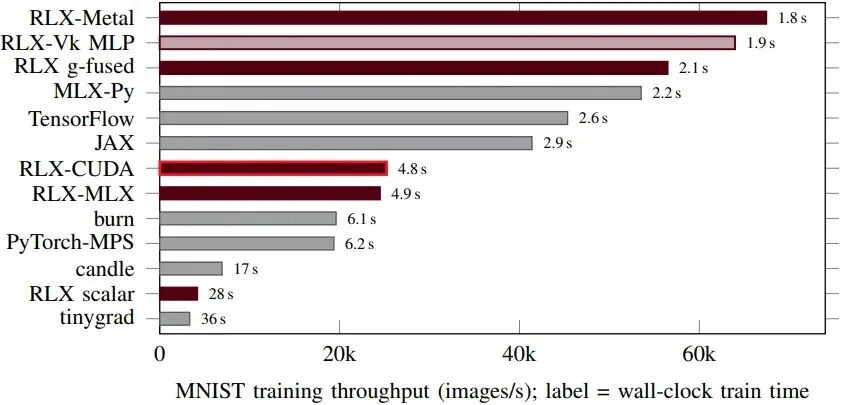 RLX-Metal 1.8 s
RLX-Vk MLP 1.9 s
RLX g-fused 2.1 s
MLX-Py 2.2 s
TensorFlow 2.6 s
JAX 2.9 s
RLX-CUDA 4.8 s
RLX-MLX 4.9 s
burn 6.1 s
PyTorch-MPS 6.2 s
candle 17 s
RLX scalar 28 s
tinygrad 36 s
0 20k 40k 60k
MNIST training throughput (images/s); label = wall-clock train time